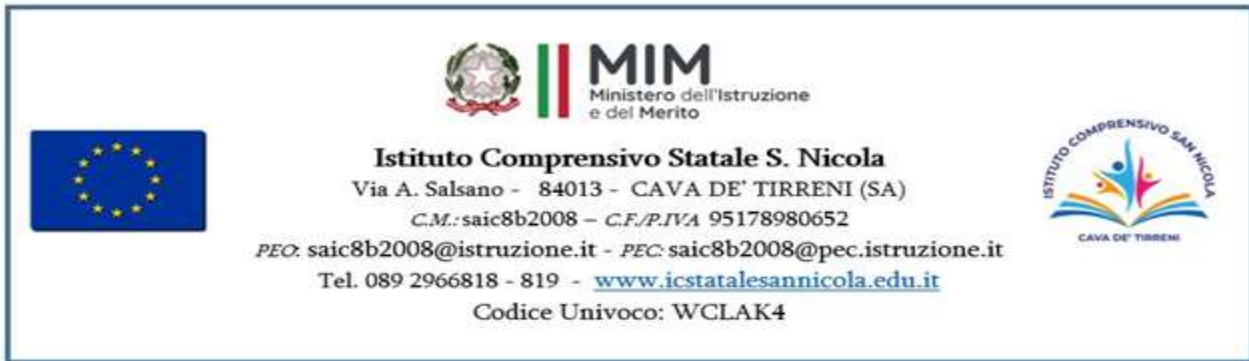 MIM
Ministero dell'Istruzione
e del Merito
Istituto Comprensivo Statale S. Nicola
Via A. Salsano - 84013 - CAVA DE' TIRRENI (SA)
C.M.: saic8b2008 – C.F./P.IVA 95178980652
PEO: saic8b2008@istruzione.it - PEC: saic8b2008@pec.istruzione.it
Tel. 089 2966818 - 819 - www.icstatalesannicola.edu.it
Codice Univoco: WCLAK4
ISTITUTO COMPRENSIVO SAN NICOLA
CAVA DE' TIRRENI